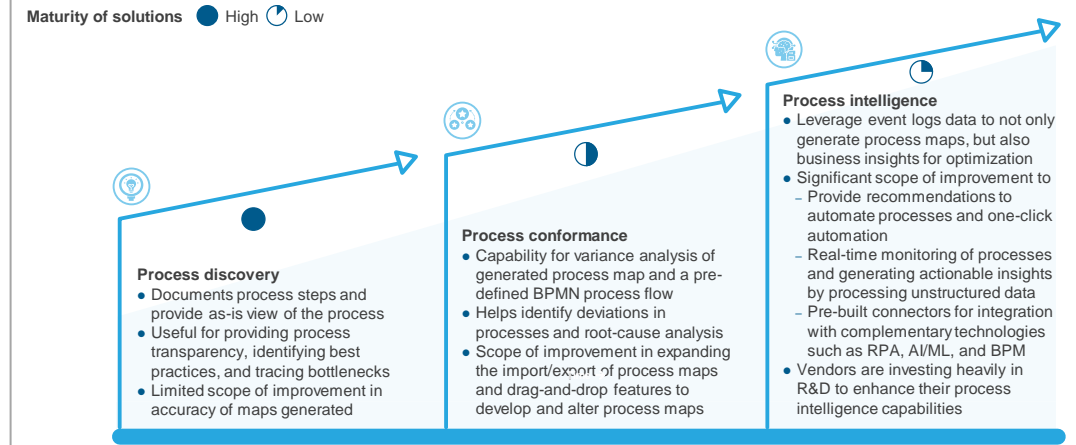 Maturity of solutions High Low
Process discovery
● Documents process steps and
provide as-is view of the process
● Useful for providing process
transparency, identifying best
practices, and tracing bottlenecks
● Limited scope of improvement in
accuracy of maps generated
Process conformance
● Capability for variance analysis of
generated process map and a pre-
defined BPMN process flow
● Helps identify deviations in
processes and root-cause analysis
● Scope of improvement in expanding
the import/export of process maps
and drag-and-drop features to
develop and alter process maps
Process intelligence
● Leverage event logs data to not only
generate process maps, but also
business insights for optimization
● Significant scope of improvement to
– Provide recommendations to
automate processes and one-click
automation
– Real-time monitoring of processes
and generating actionable insights
by processing unstructured data
– Pre-built connectors for integration
with complementary technologies
such as RPA, AI/ML, and BPM
● Vendors are investing heavily in
R&D to enhance their process
intelligence capabilities